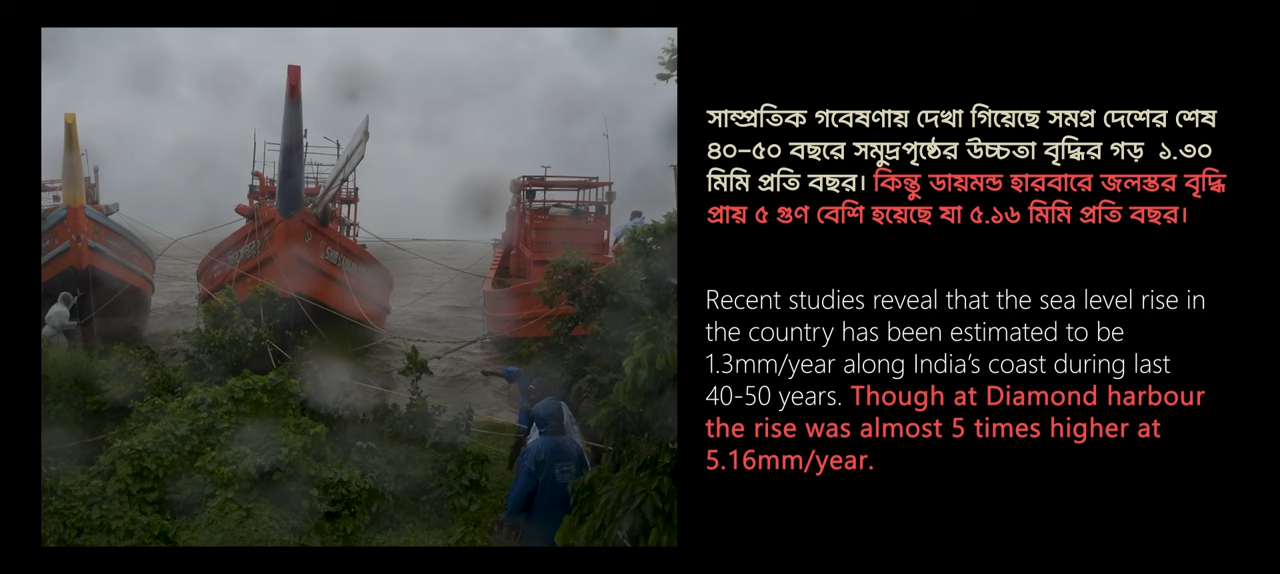 সাম্প্রতিক গবেষণায় দেখা গিয়েছে সমগ্র দেশের শেষ
৪০–৫০ বছরে সমুদ্রপৃষ্ঠের উচ্চতা বৃদ্ধির গড় ১.৩০
মিমি প্রতি বছর। কিন্তু ডায়মন্ড হারবারে জলস্তর বৃদ্ধি
প্রায় ৫ গুণ বেশি হয়েছে যা ৫.১৬ মিমি প্রতি বছর।
Recent studies reveal that the sea level rise in
the country has been estimated to be
1.3mm/year along India’s coast during last
40-50 years. Though at Diamond harbour
the rise was almost 5 times higher at
5.16mm/year.